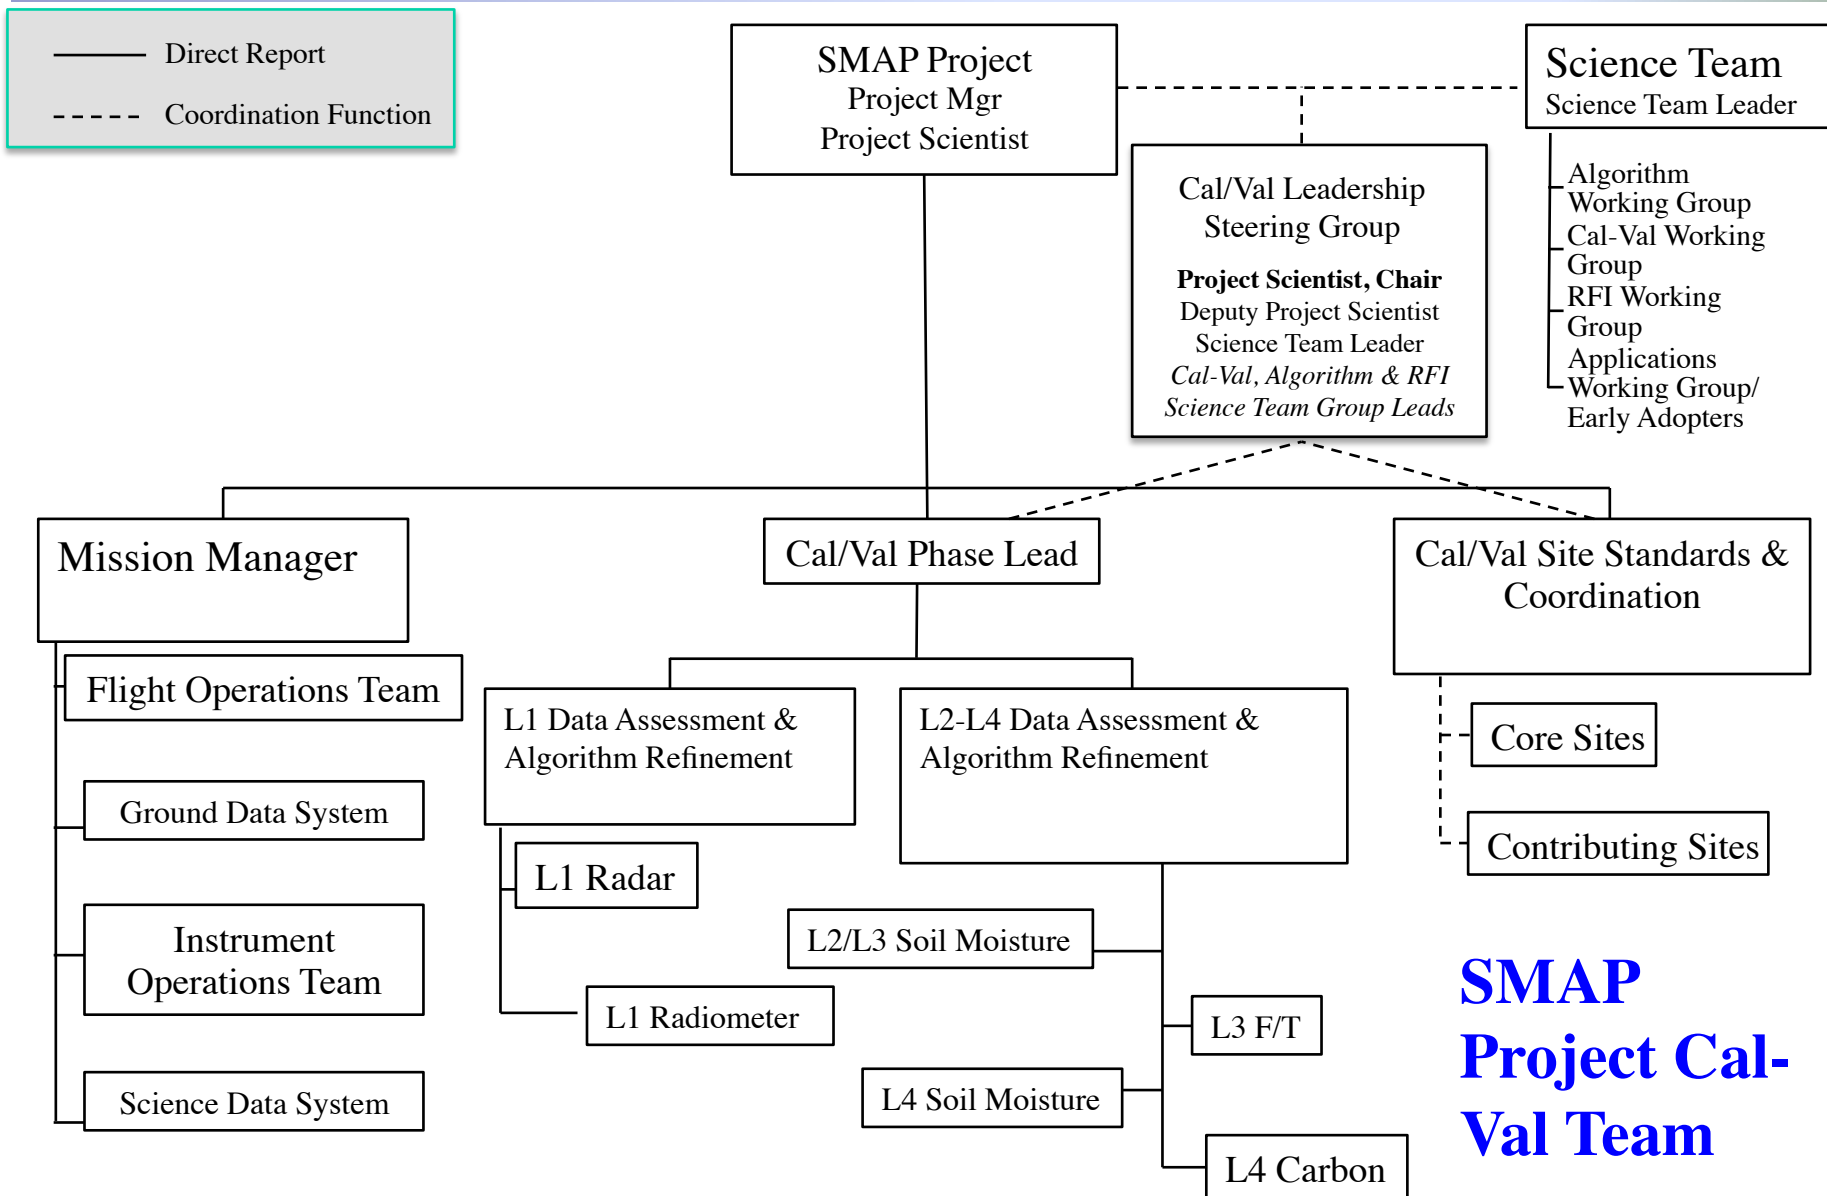 Direct Report
Coordination Function
SMAP Project
Project Mgr
Project Scientist
Science Team
Science Team Leader
Algorithm
Working Group
Cal-Val Working
Group
RFI Working
Group
Applications
Working Group/
Early Adopters
Cal/Val Leadership
Steering Group
Project Scientist, Chair
Deputy Project Scientist
Science Team Leader
Cal-Val, Algorithm & RFI
Science Team Group Leads
Mission Manager
Flight Operations Team
Ground Data System
Instrument
Operations Team
Science Data System
Cal/Val Phase Lead
L1 Data Assessment &
Algorithm Refinement
L1 Radar
L1 Radiometer
L2-L4 Data Assessment &
Algorithm Refinement
L2/L3 Soil Moisture
L3 F/T
L4 Soil Moisture
L4 Carbon
Cal/Val Site Standards &
Coordination
Core Sites
Contributing Sites
SMAP
Project Cal-
Val Team